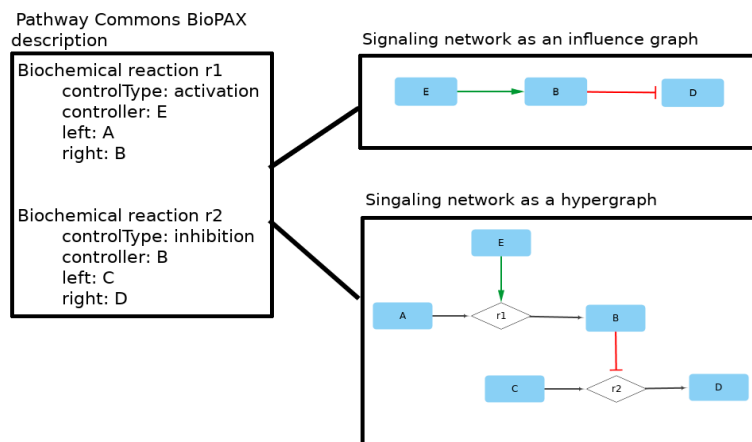 Pathway Commons BioPAX
description
Biochemical reaction r1
controlType: activation
controller: E
left: A
right: B
Biochemical reaction r2
controlType: inhibition
controller: B
left: C
right: D
Signaling network as an influence graph
E
B
D
Singaling network as a hypergraph
E
A
r1
B
C
r2
D